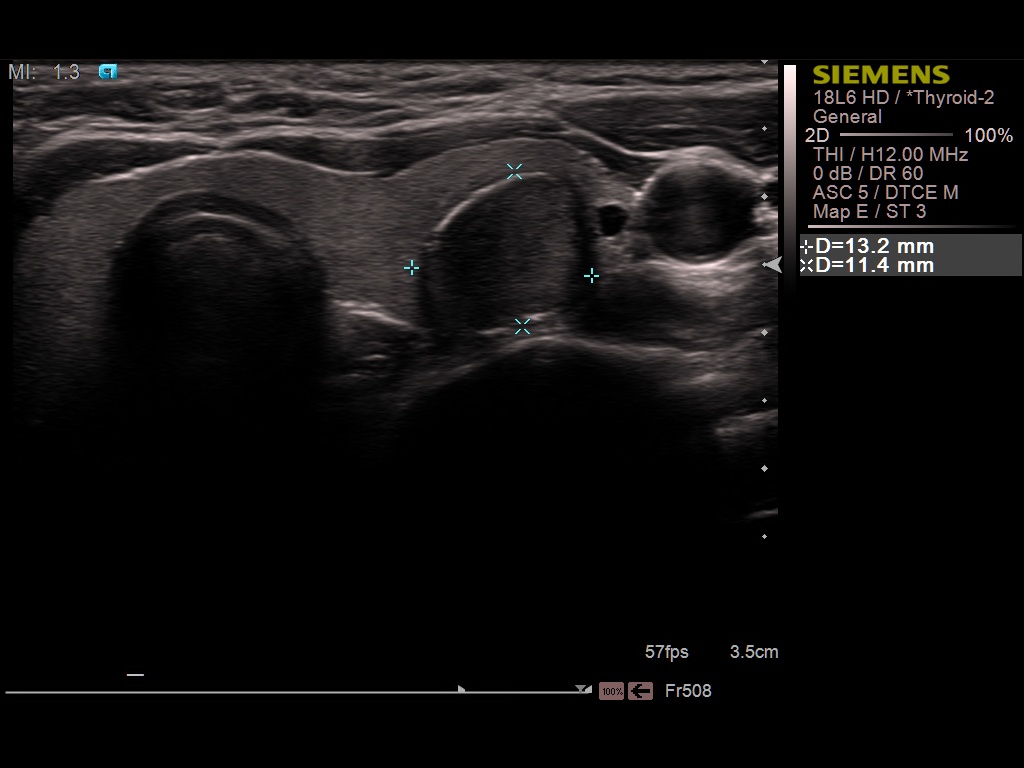 MI: 1.3
SIEMENS
18L6 HD / *Thyroid-2
General
2D 100%
THI / H12.00 MHz
0 dB / DR 60
ASC 5 / DTCE M
Map E / ST 3
D=13.2 mm
D=11.4 mm
57fps 3.5cm
100% Fr508